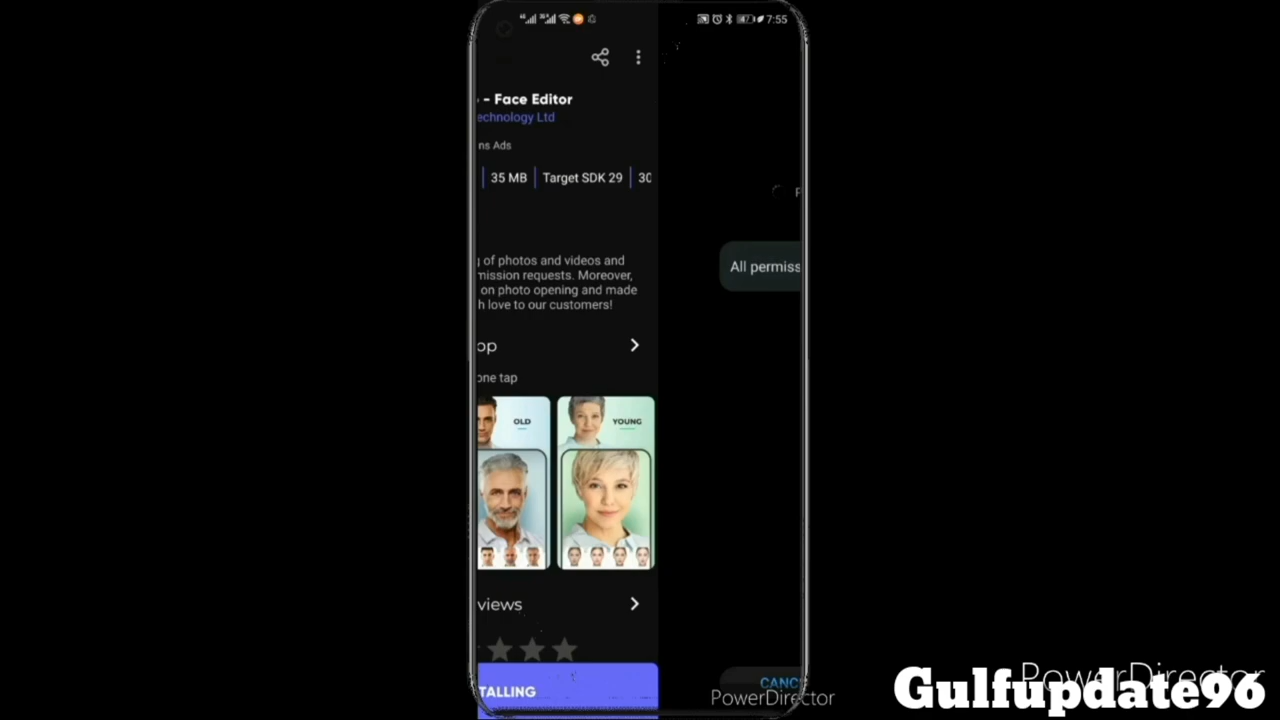 7:55
- Face Editor
echnology Ltd
ns Ads
35 MB Target SDK 29 30
g of photos and videos and
mission requests. Moreover,
on photo opening and made
h love to our customers!
All permiss
op
one tap
OLD
YOUNG
views
TALLING
CANC
PowerDirector
PowerDirector
Gulfupdate96